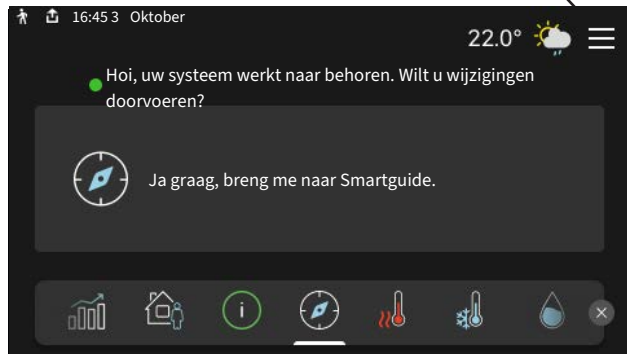 16:45 3 Oktober
22.0°
Hoi, uw systeem werkt naar behoren. Wilt u wijzigingen
doorvoeren?
Ja graag, breng me naar Smartguide.
i